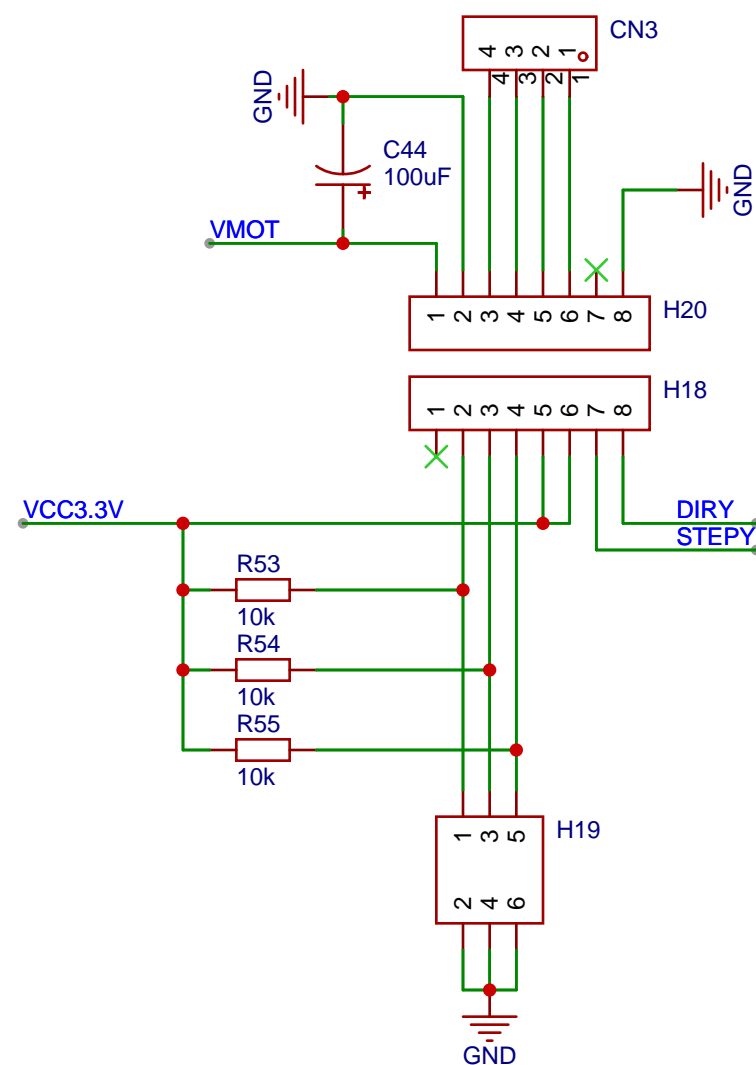 CN3
4 3 2 1
4 3 2 1
GND
C44
100uF
+
GND
VMOT
H20
1 2 3 4 5 6 7 8
H18
1 2 3 4 5 6 7 8
VCC3.3V
DIRY
STEPY
R53
10k
R54
10k
R55
10k
H19
1 3 5
2 4 6
GND